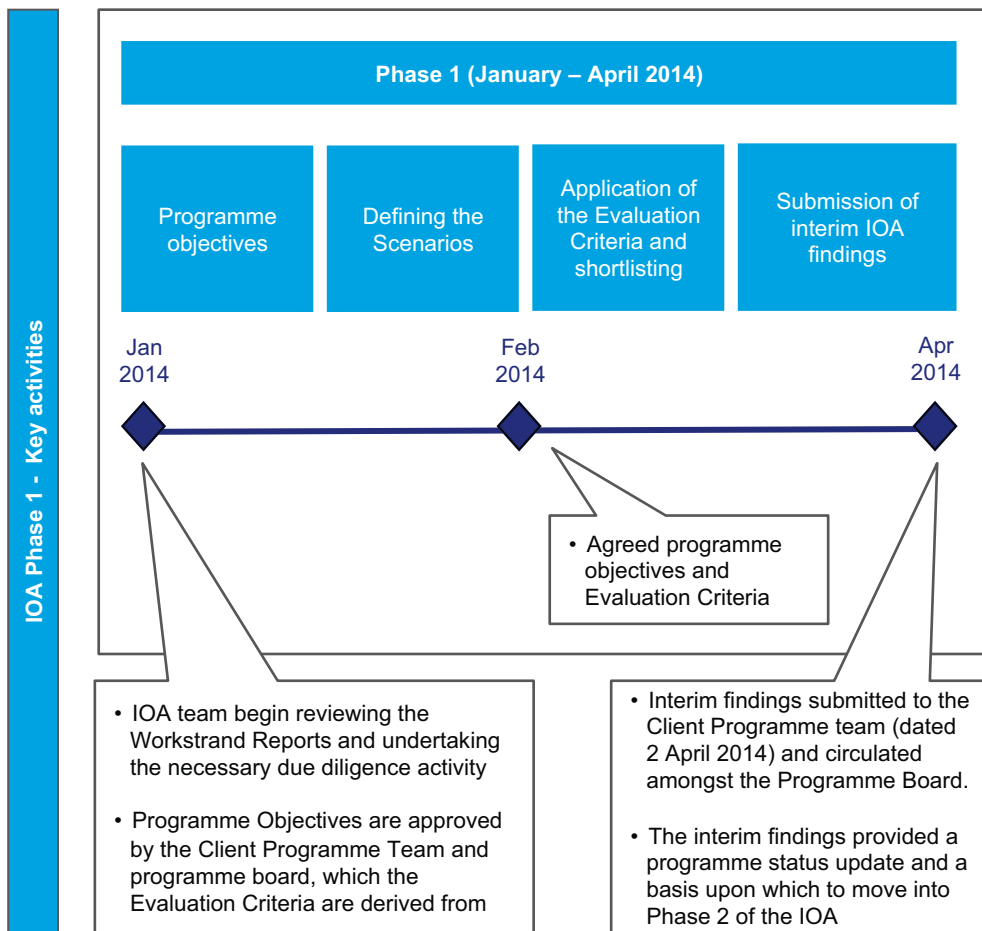 IOA Phase 1 - Key activities
Phase 1 (January – April 2014)
Programme
objectives
Defining the
Scenarios
Application of
the Evaluation
Criteria and
shortlisting
Submission of
interim IOA
findings
Jan
2014
Feb
2014
Apr
2014
• Agreed programme
objectives and
Evaluation Criteria
• IOA team begin reviewing the
Workstrand Reports and undertaking
the necessary due diligence activity
• Programme Objectives are approved
by the Client Programme Team and
programme board, which the
Evaluation Criteria are derived from
• Interim findings submitted to the
Client Programme team (dated
2 April 2014) and circulated
amongst the Programme Board.
• The interim findings provided a
programme status update and a
basis upon which to move into
Phase 2 of the IOA